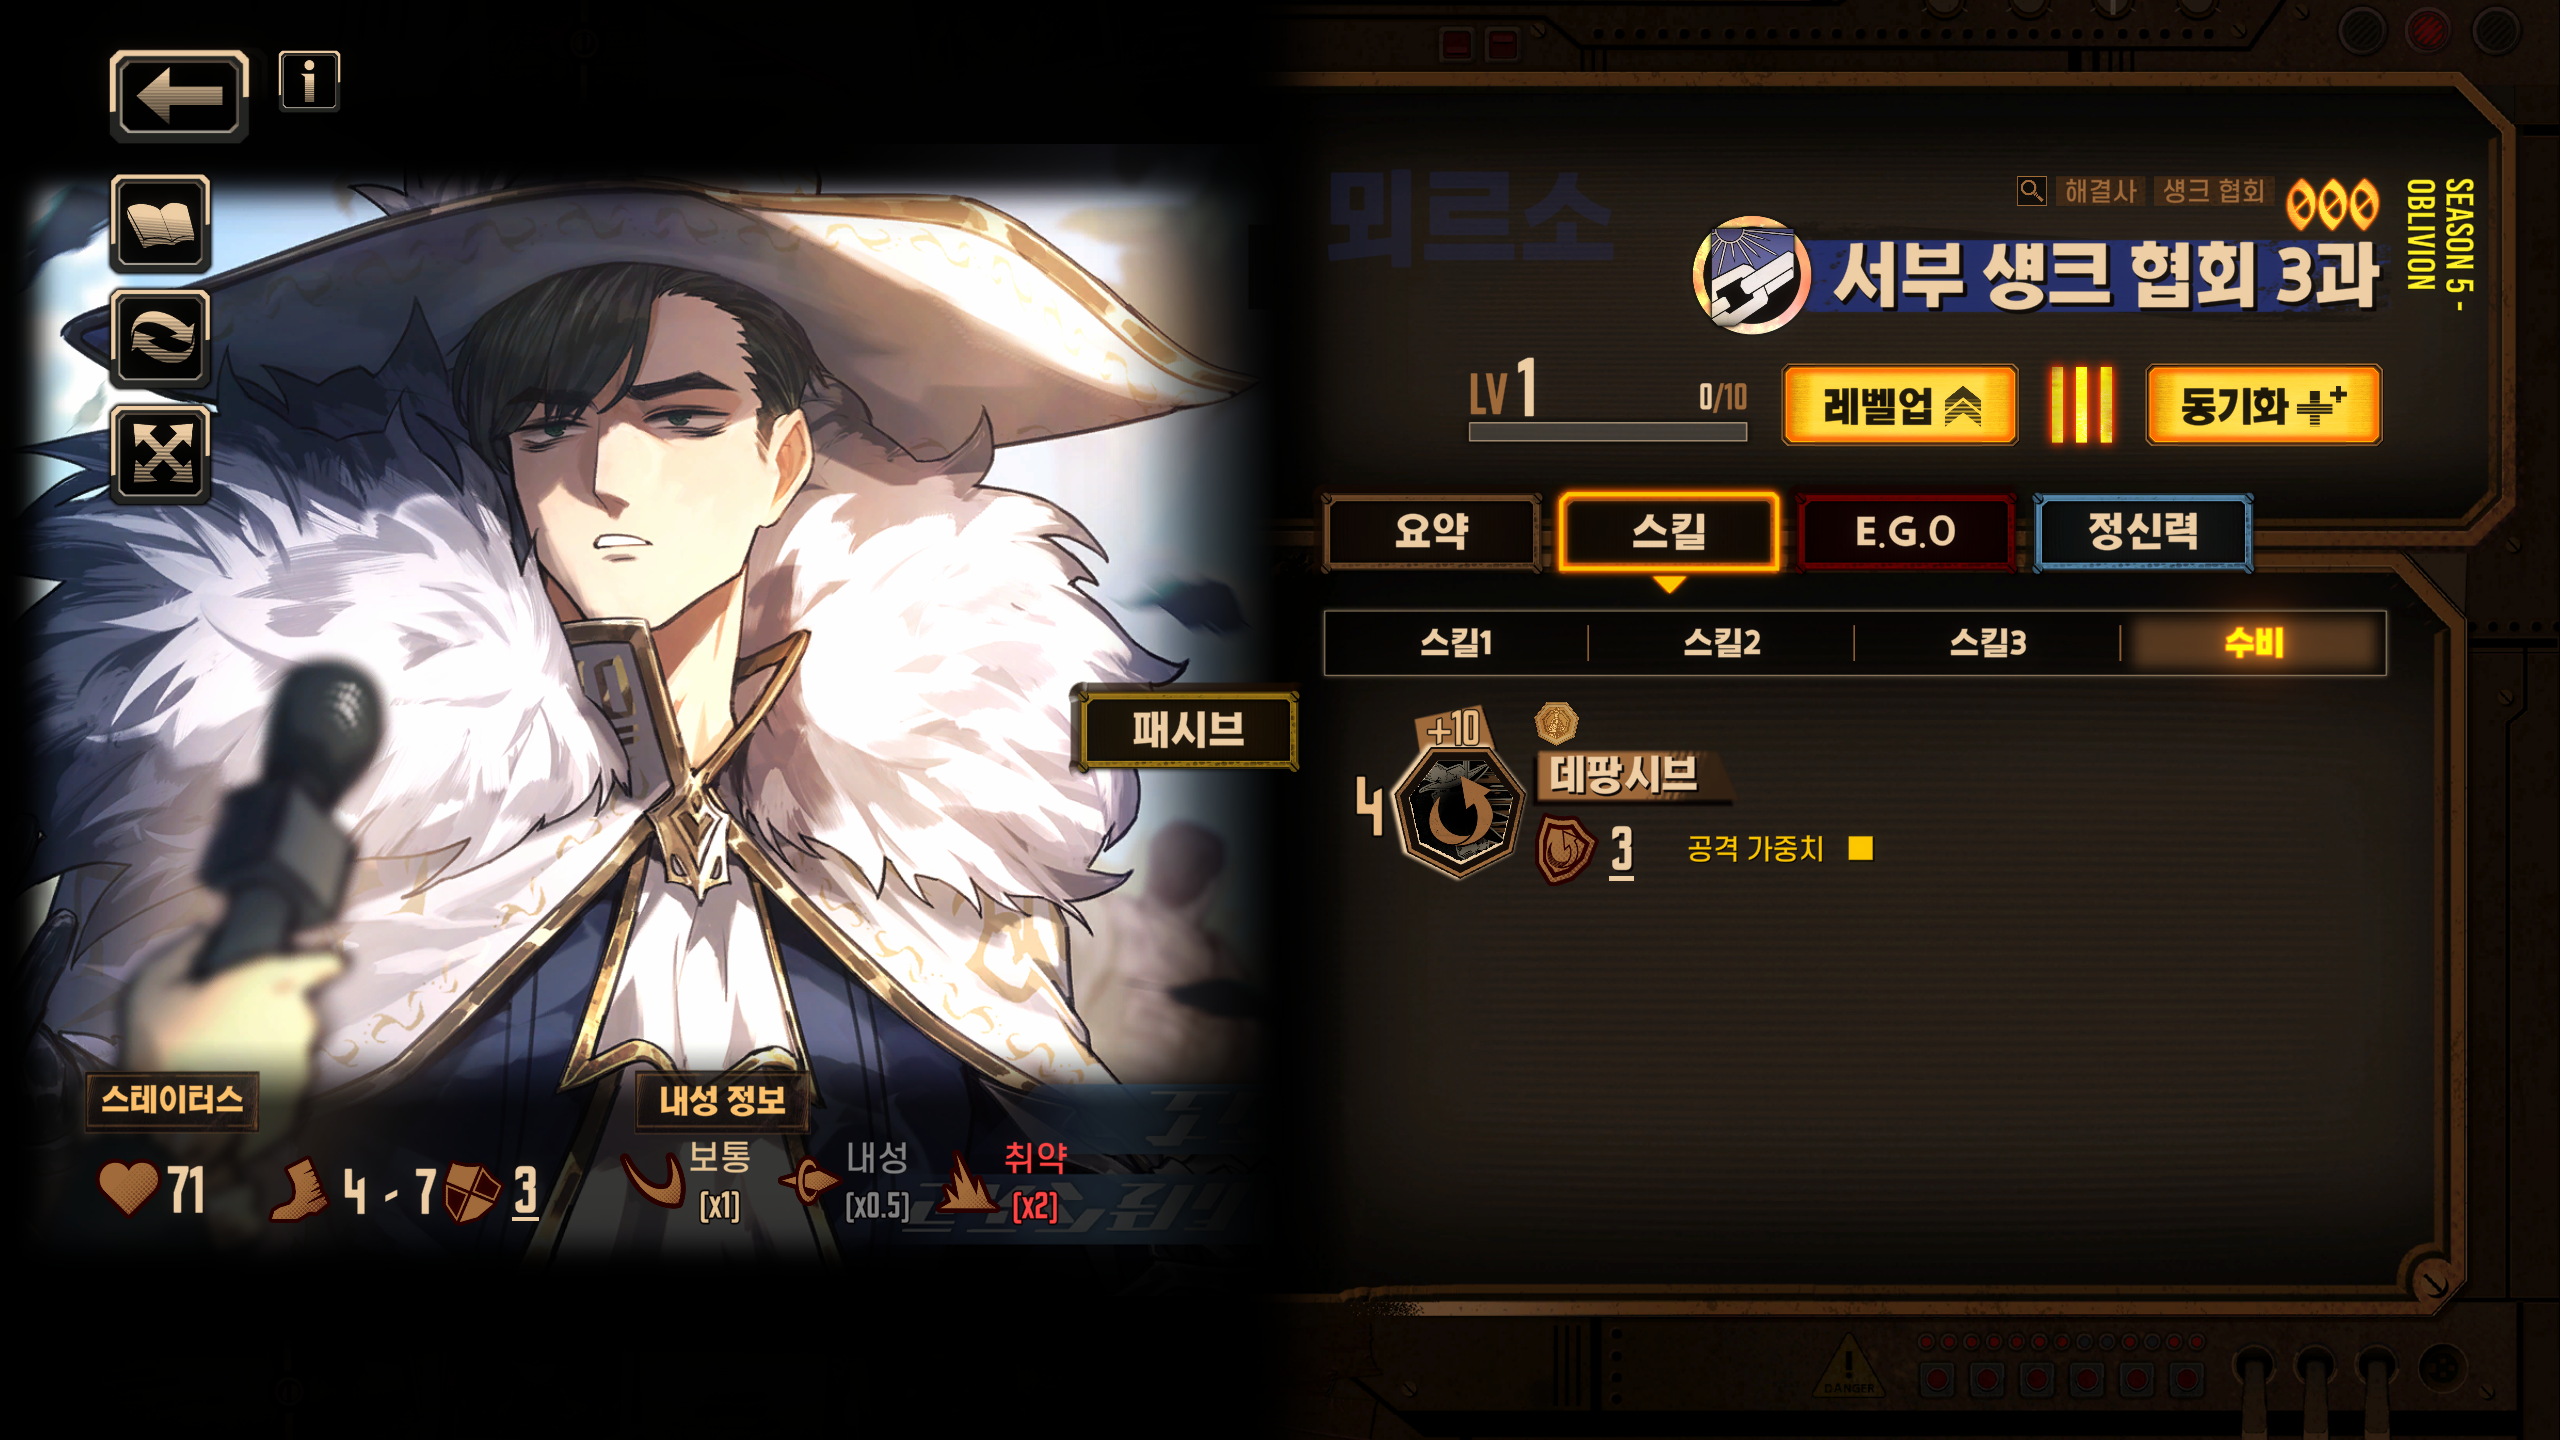 뫼르소
해결사 생크 협회
000
서부 섕크 협회 3과
SEASON 5 -
OBLIVION
LV 1
0/10
레벨업
동기화
요약
스킬
E.G.O
정신력
스킬1
스킬2
스킬3
수비
패시브
+10
4
데팡시브
3
공격 가중치
스테이터스
71
4 - 7
3
내성 정보
보통
[x1]
내성
[x0.5]
취약
[x2]
DANGER